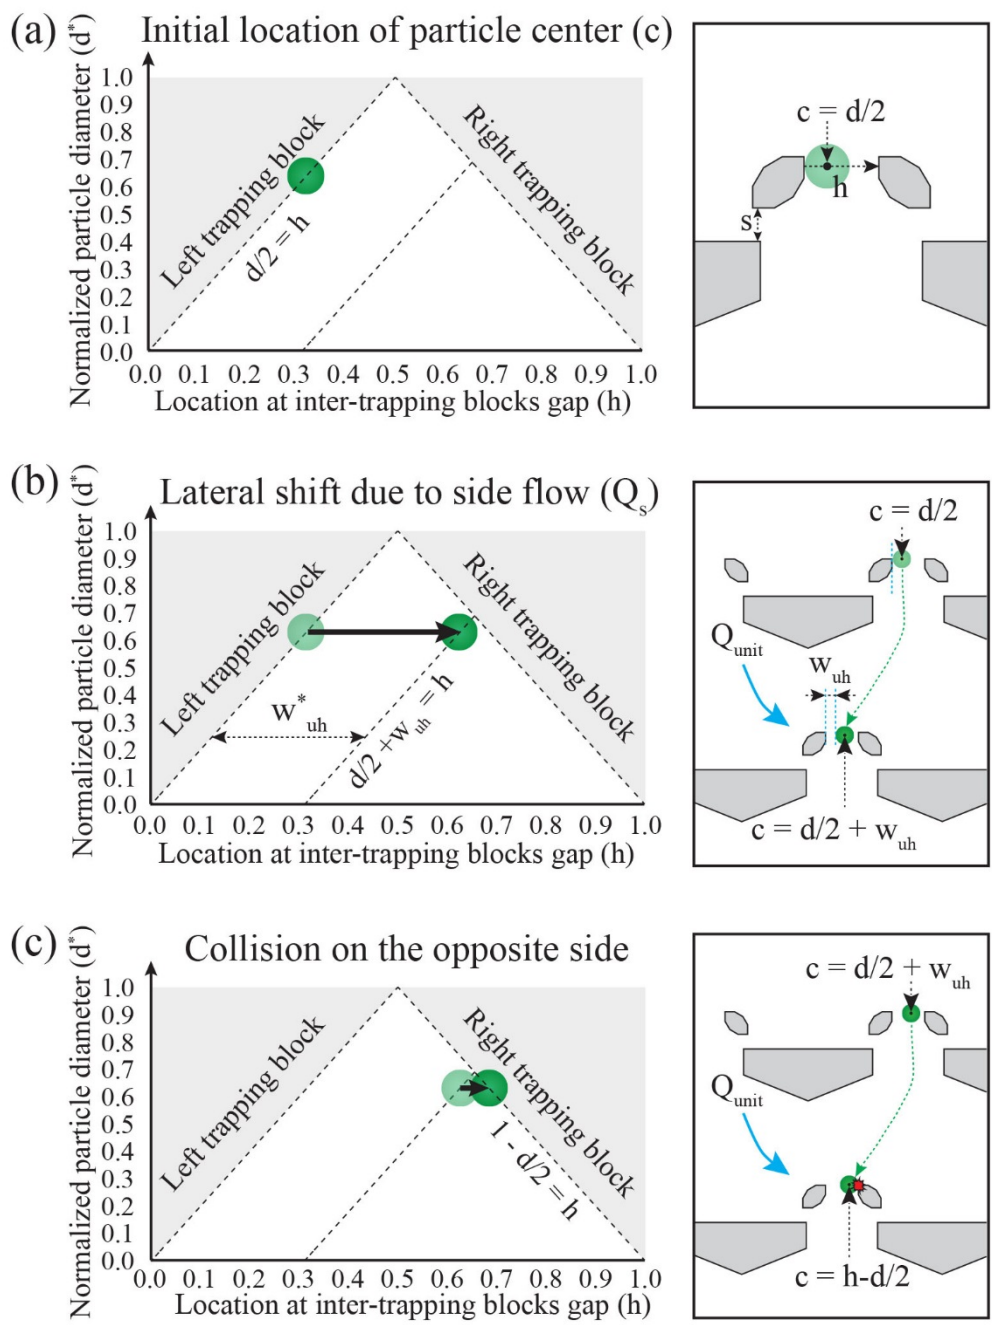 (a) Initial location of particle center (c)
Normalized particle diameter (d*)
1.0
0.9
0.8
0.7
0.6
0.5
0.4
0.3
0.2
0.1
0.0
Left trapping block
d/2 = h
Right trapping block
0.0 0.1 0.2 0.3 0.4 0.5 0.6 0.7 0.8 0.9 1.0
Location at inter-trapping blocks gap (h)
c = d/2
h
s
(b) Lateral shift due to side flow (Qs)
Normalized particle diameter (d*)
1.0
0.9
0.8
0.7
0.6
0.5
0.4
0.3
0.2
0.1
0.0
Left trapping block
Right trapping block
w*uh
d/2 +wuh = h
0.0 0.1 0.2 0.3 0.4 0.5 0.6 0.7 0.8 0.9 1.0
Location at inter-trapping blocks gap (h)
c = d/2
Qunit
wuh
c = d/2 + wuh
(c) Collision on the opposite side
Normalized particle diameter (d*)
1.0
0.9
0.8
0.7
0.6
0.5
0.4
0.3
0.2
0.1
0.0
Left trapping block
Right trapping block
1 - d/2 = h
0.0 0.1 0.2 0.3 0.4 0.5 0.6 0.7 0.8 0.9 1.0
Location at inter-trapping blocks gap (h)
c = d/2 + wuh
Qunit
c = h-d/2